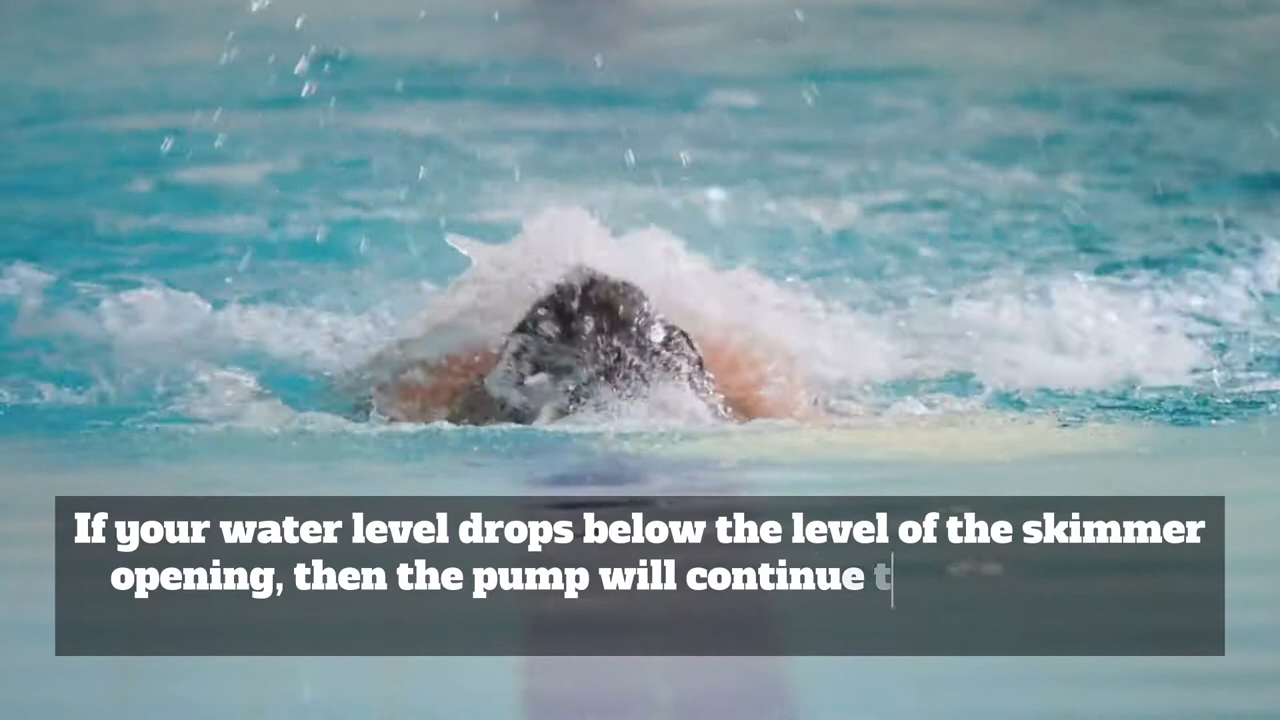 If your water level drops below the level of the skimmer
opening, then the pump will continue t